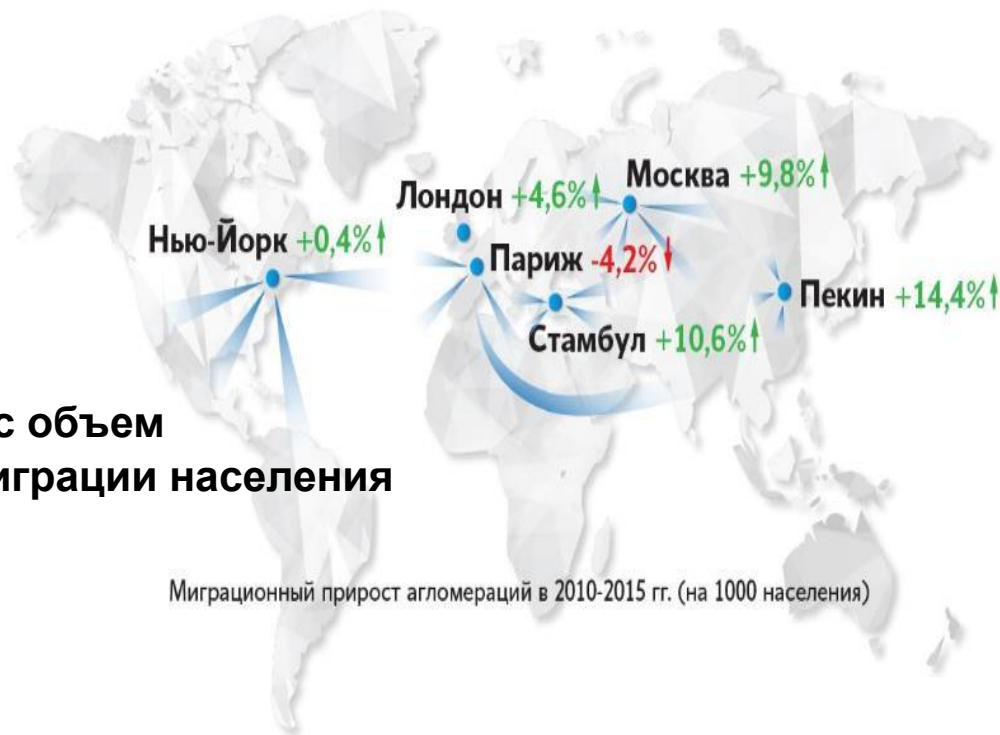 Москва +9,8%
Лондон +4,6%
Нью-Йорк +0,4%
Париж -4,2%
Пекин +14,4%
Стамбул +10,6%
с объем
играции населения
Миграционный прирост агломераций в 2010-2015 гг. (на 1000 населения)